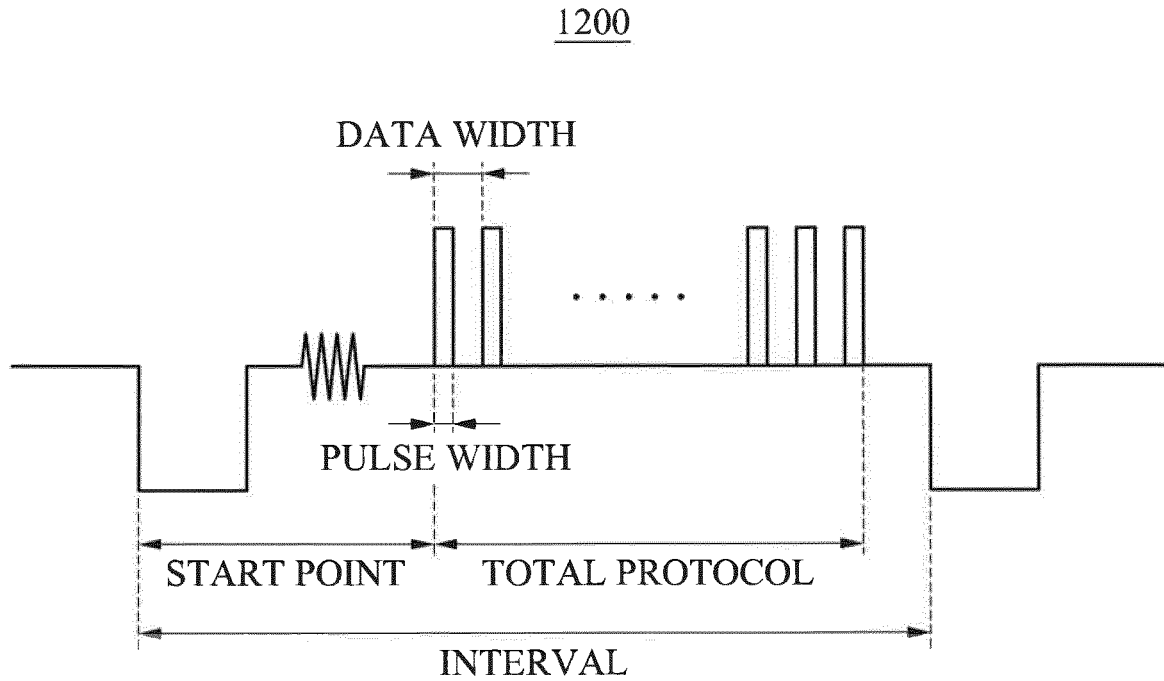 1200
DATA WIDTH
PULSE WIDTH
START POINT
TOTAL PROTOCOL
INTERVAL